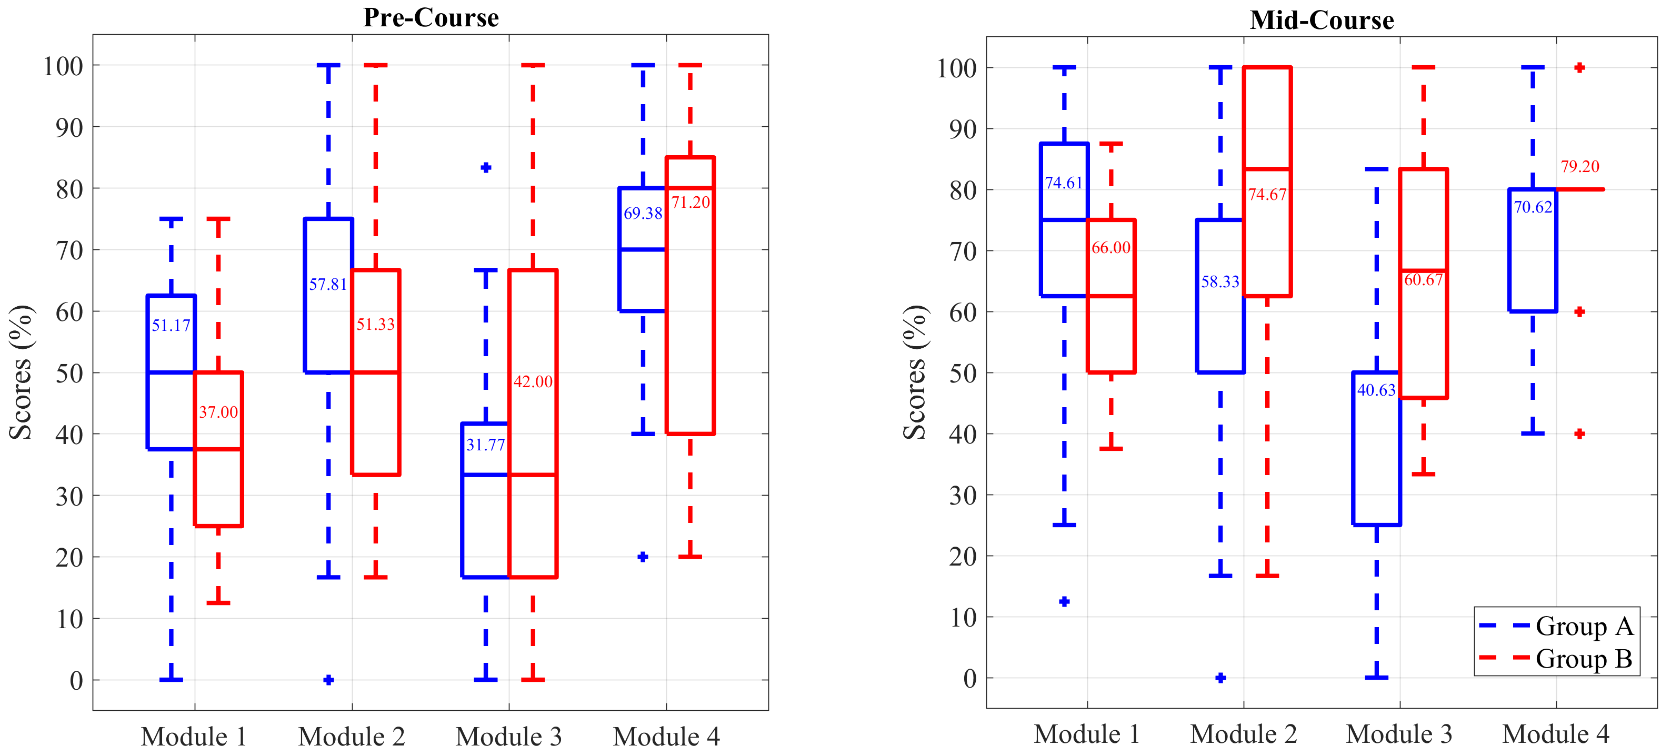 Pre-Course
Scores (%)
100
90
80
70
60
50
40
30
20
10
0
51.17
37.00
57.81
51.33
31.77
42.00
69.38
71.20
Module 1
Module 2
Module 3
Module 4
Mid-Course
Scores (%)
100
90
80
70
60
50
40
30
20
10
0
74.61
66.00
58.33
74.67
40.63
60.67
70.62
79.20
Group A
Group B
Module 1
Module 2
Module 3
Module 4